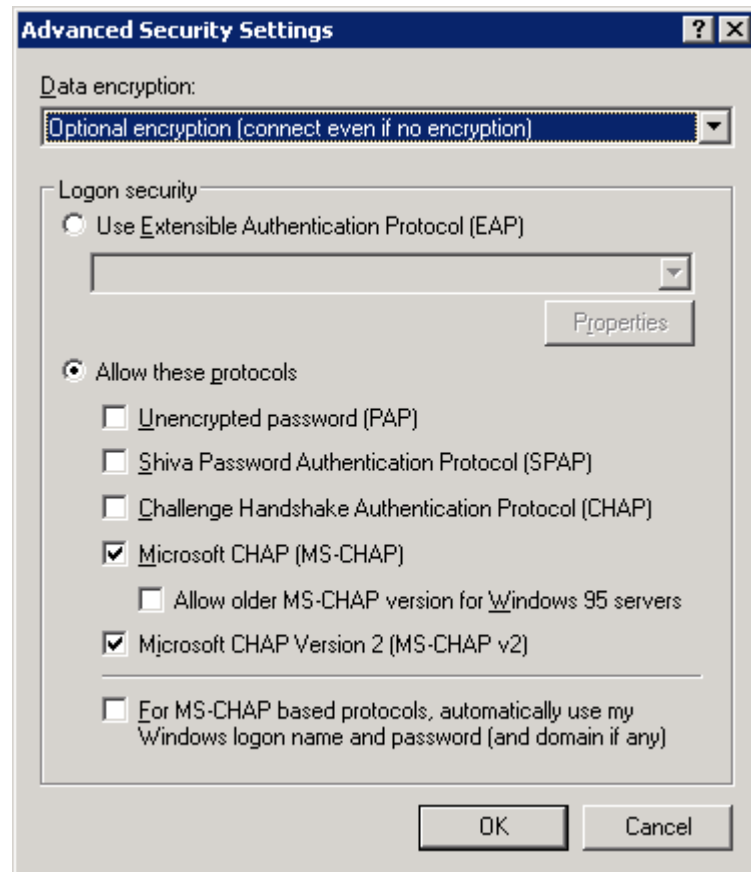 Advanced Security Settings
Data encryption:
Optional encryption (connect even if no encryption)
Logon security
Use Extensible Authentication Protocol (EAP)
Properties
Allow these protocols
Unencrypted password (PAP)
Shiva Password Authentication Protocol (SPAP)
Challenge Handshake Authentication Protocol (CHAP)
Microsoft CHAP (MS-CHAP)
Allow older MS-CHAP version for Windows 95 servers
Microsoft CHAP Version 2 (MS-CHAP v2)
For MS-CHAP based protocols, automatically use my
Windows logon name and password (and domain if any)
OK Cancel